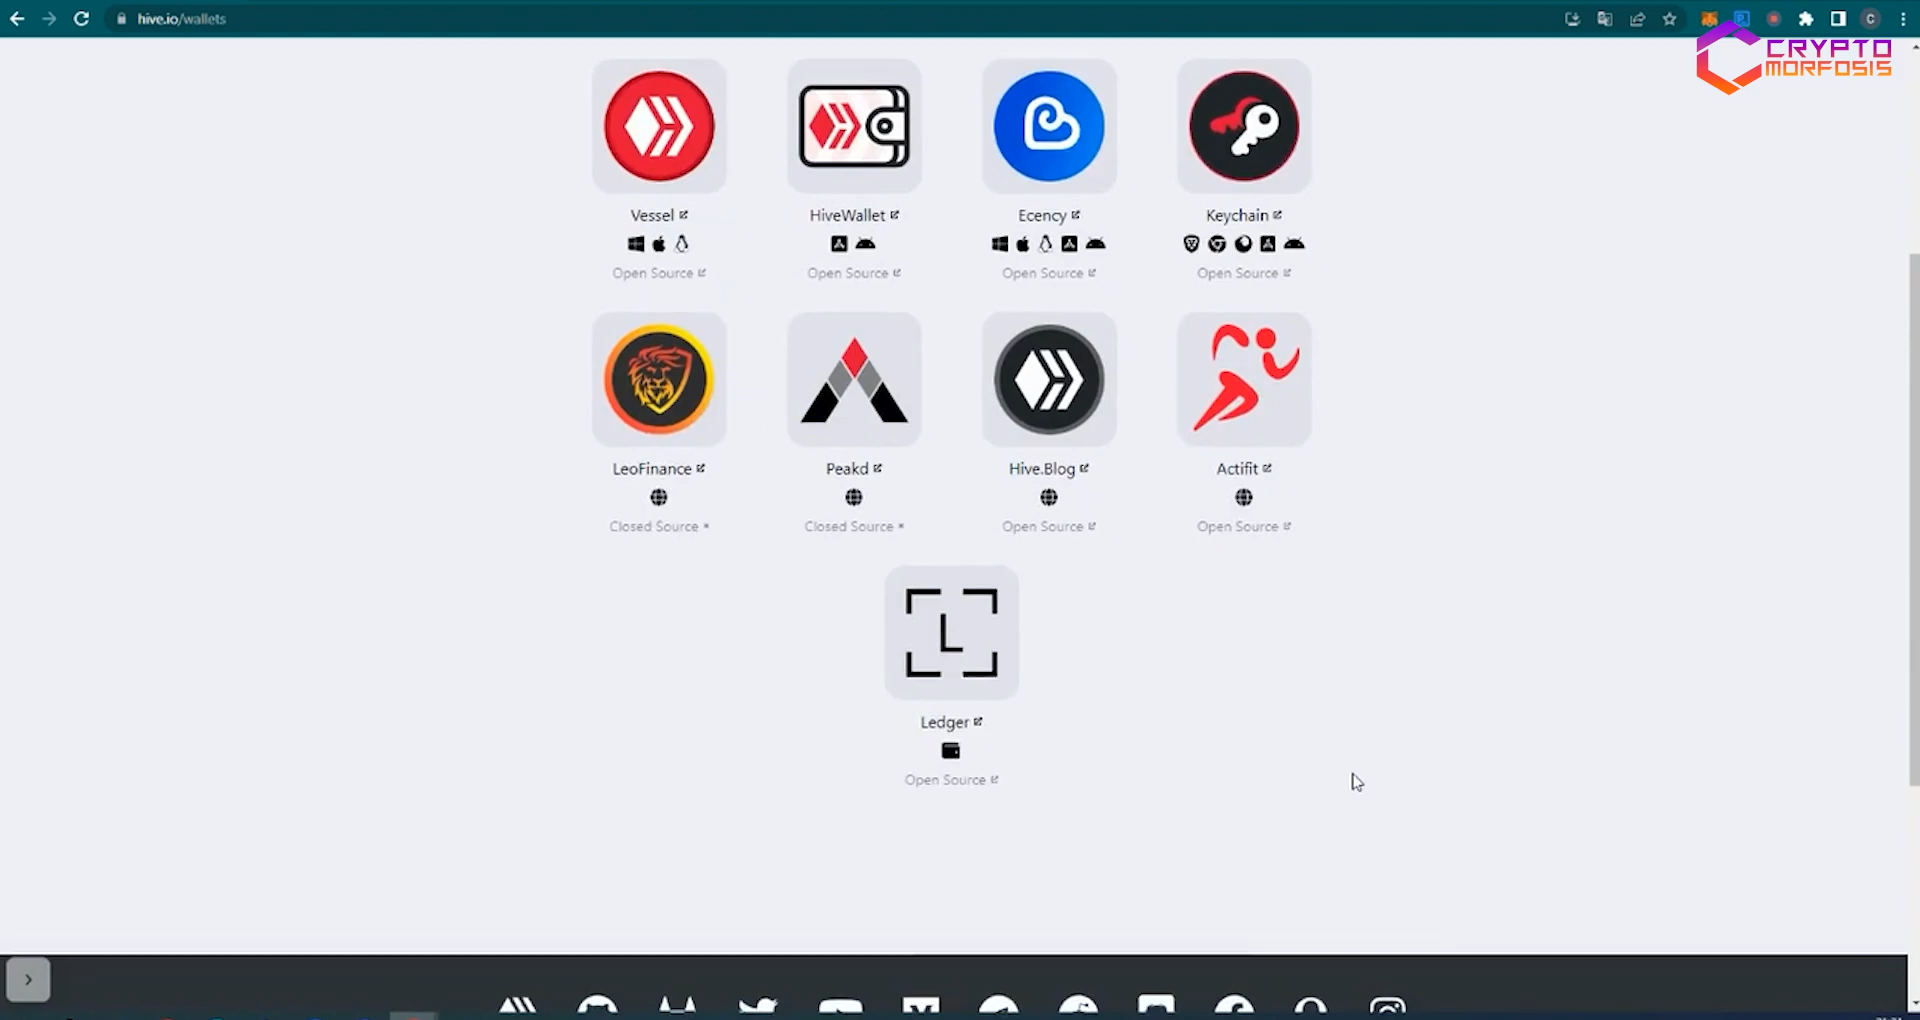 hive.io/wallets
C
CRYPTO
MORFOSIS
Vessel
HiveWallet
Ecency
Keychain
Open Source
Open Source
Open Source
Open Source
LeoFinance
Peakd
Hive.Blog
Actifit
Closed Source
Closed Source
Open Source
Open Source
L
Ledger
Open Source